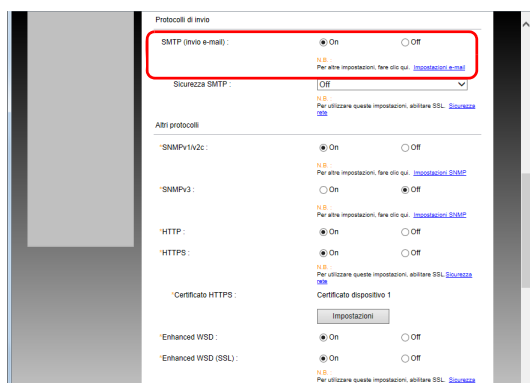 Protocolli di invio
SMTP (invio e-mail) : On Off
N.B. :
Per altre impostazioni, fare clic qui. Impostazioni e-mail
Sicurezza SMTP : Off
N.B. :
Per utilizzare queste impostazioni, abilitare SSL. Sicurezza
rete
Altri protocolli
*SNMPv1/v2c : On Off
N.B. :
Per altre impostazioni, fare clic qui. Impostazioni SNMP
*SNMPv3 : On Off
N.B. :
Per altre impostazioni, fare clic qui. Impostazioni SNMP
*HTTP : On Off
*HTTPS : On Off
N.B. :
Per utilizzare queste impostazioni, abilitare SSL.Sicurezza
rete
*Certificato HTTPS : Certificato dispositivo 1
Impostazioni
*Enhanced WSD : On Off
*Enhanced WSD (SSL) : On Off
N.B. :
Per utilizzare queste impostazioni, abilitare SSL. Sicurezza